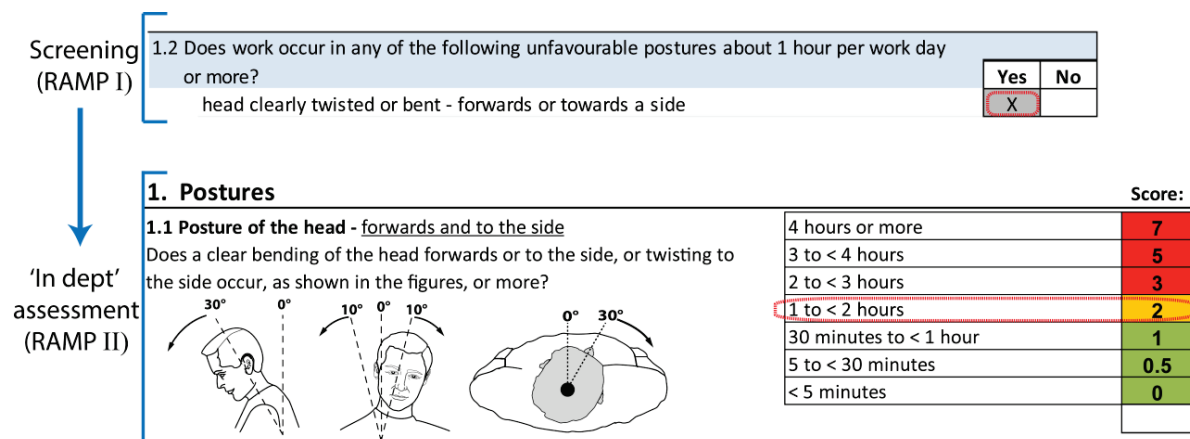 Screening
(RAMP I)
1.2 Does work occur in any of the following unfavourable postures about 1 hour per work day
or more?
Yes No
head clearly twisted or bent - forwards or towards a side
X
'In dept'
assessment
(RAMP II)
1. Postures
Score:
1.1 Posture of the head - forwards and to the side
Does a clear bending of the head forwards or to the side, or twisting to
the side occur, as shown in the figures, or more?
30° 0°
10° 0° 10°
0° 30°
4 hours or more 7
3 to < 4 hours 5
2 to < 3 hours 3
1 to < 2 hours 2
30 minutes to < 1 hour 1
5 to < 30 minutes 0.5
< 5 minutes 0